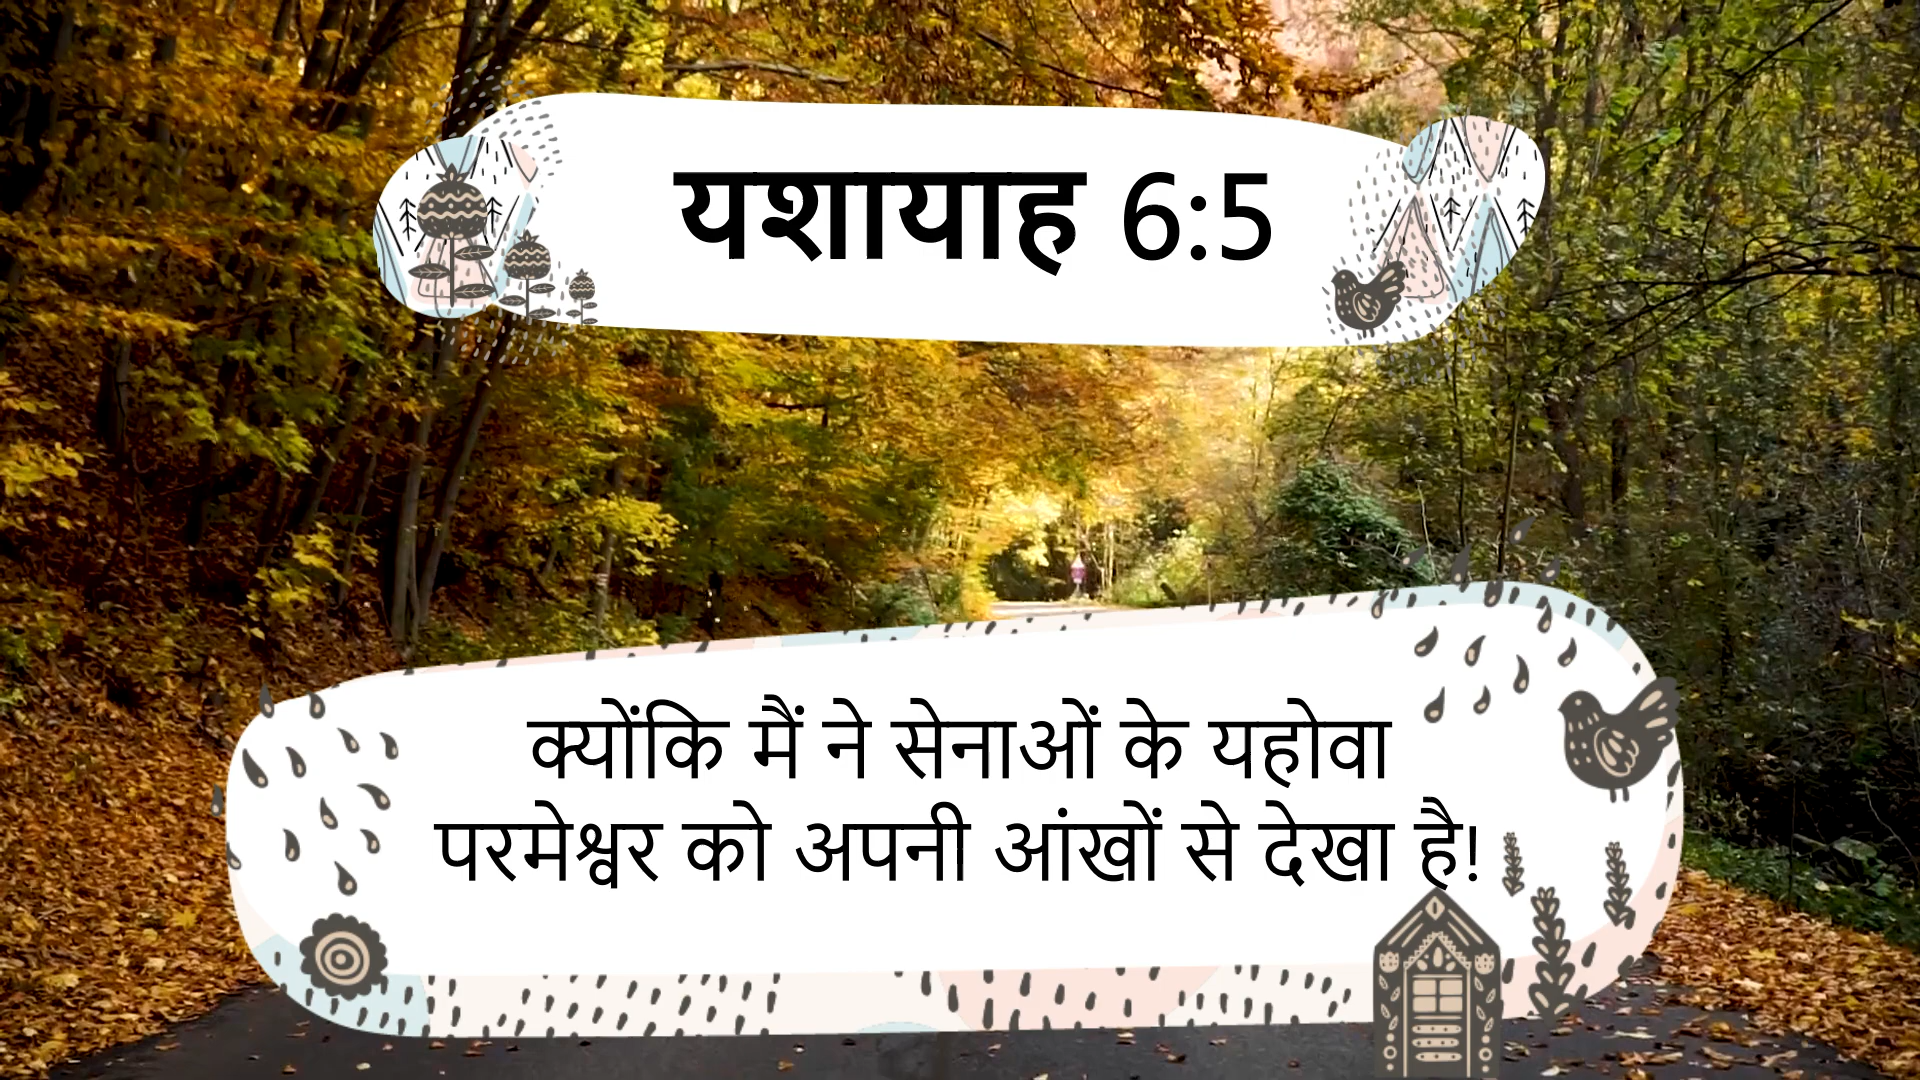 यशायाह 6:5
क्योंकि मैं ने सेनाओं के यहोवा
परमेश्वर को अपनी आंखों से देखा है!